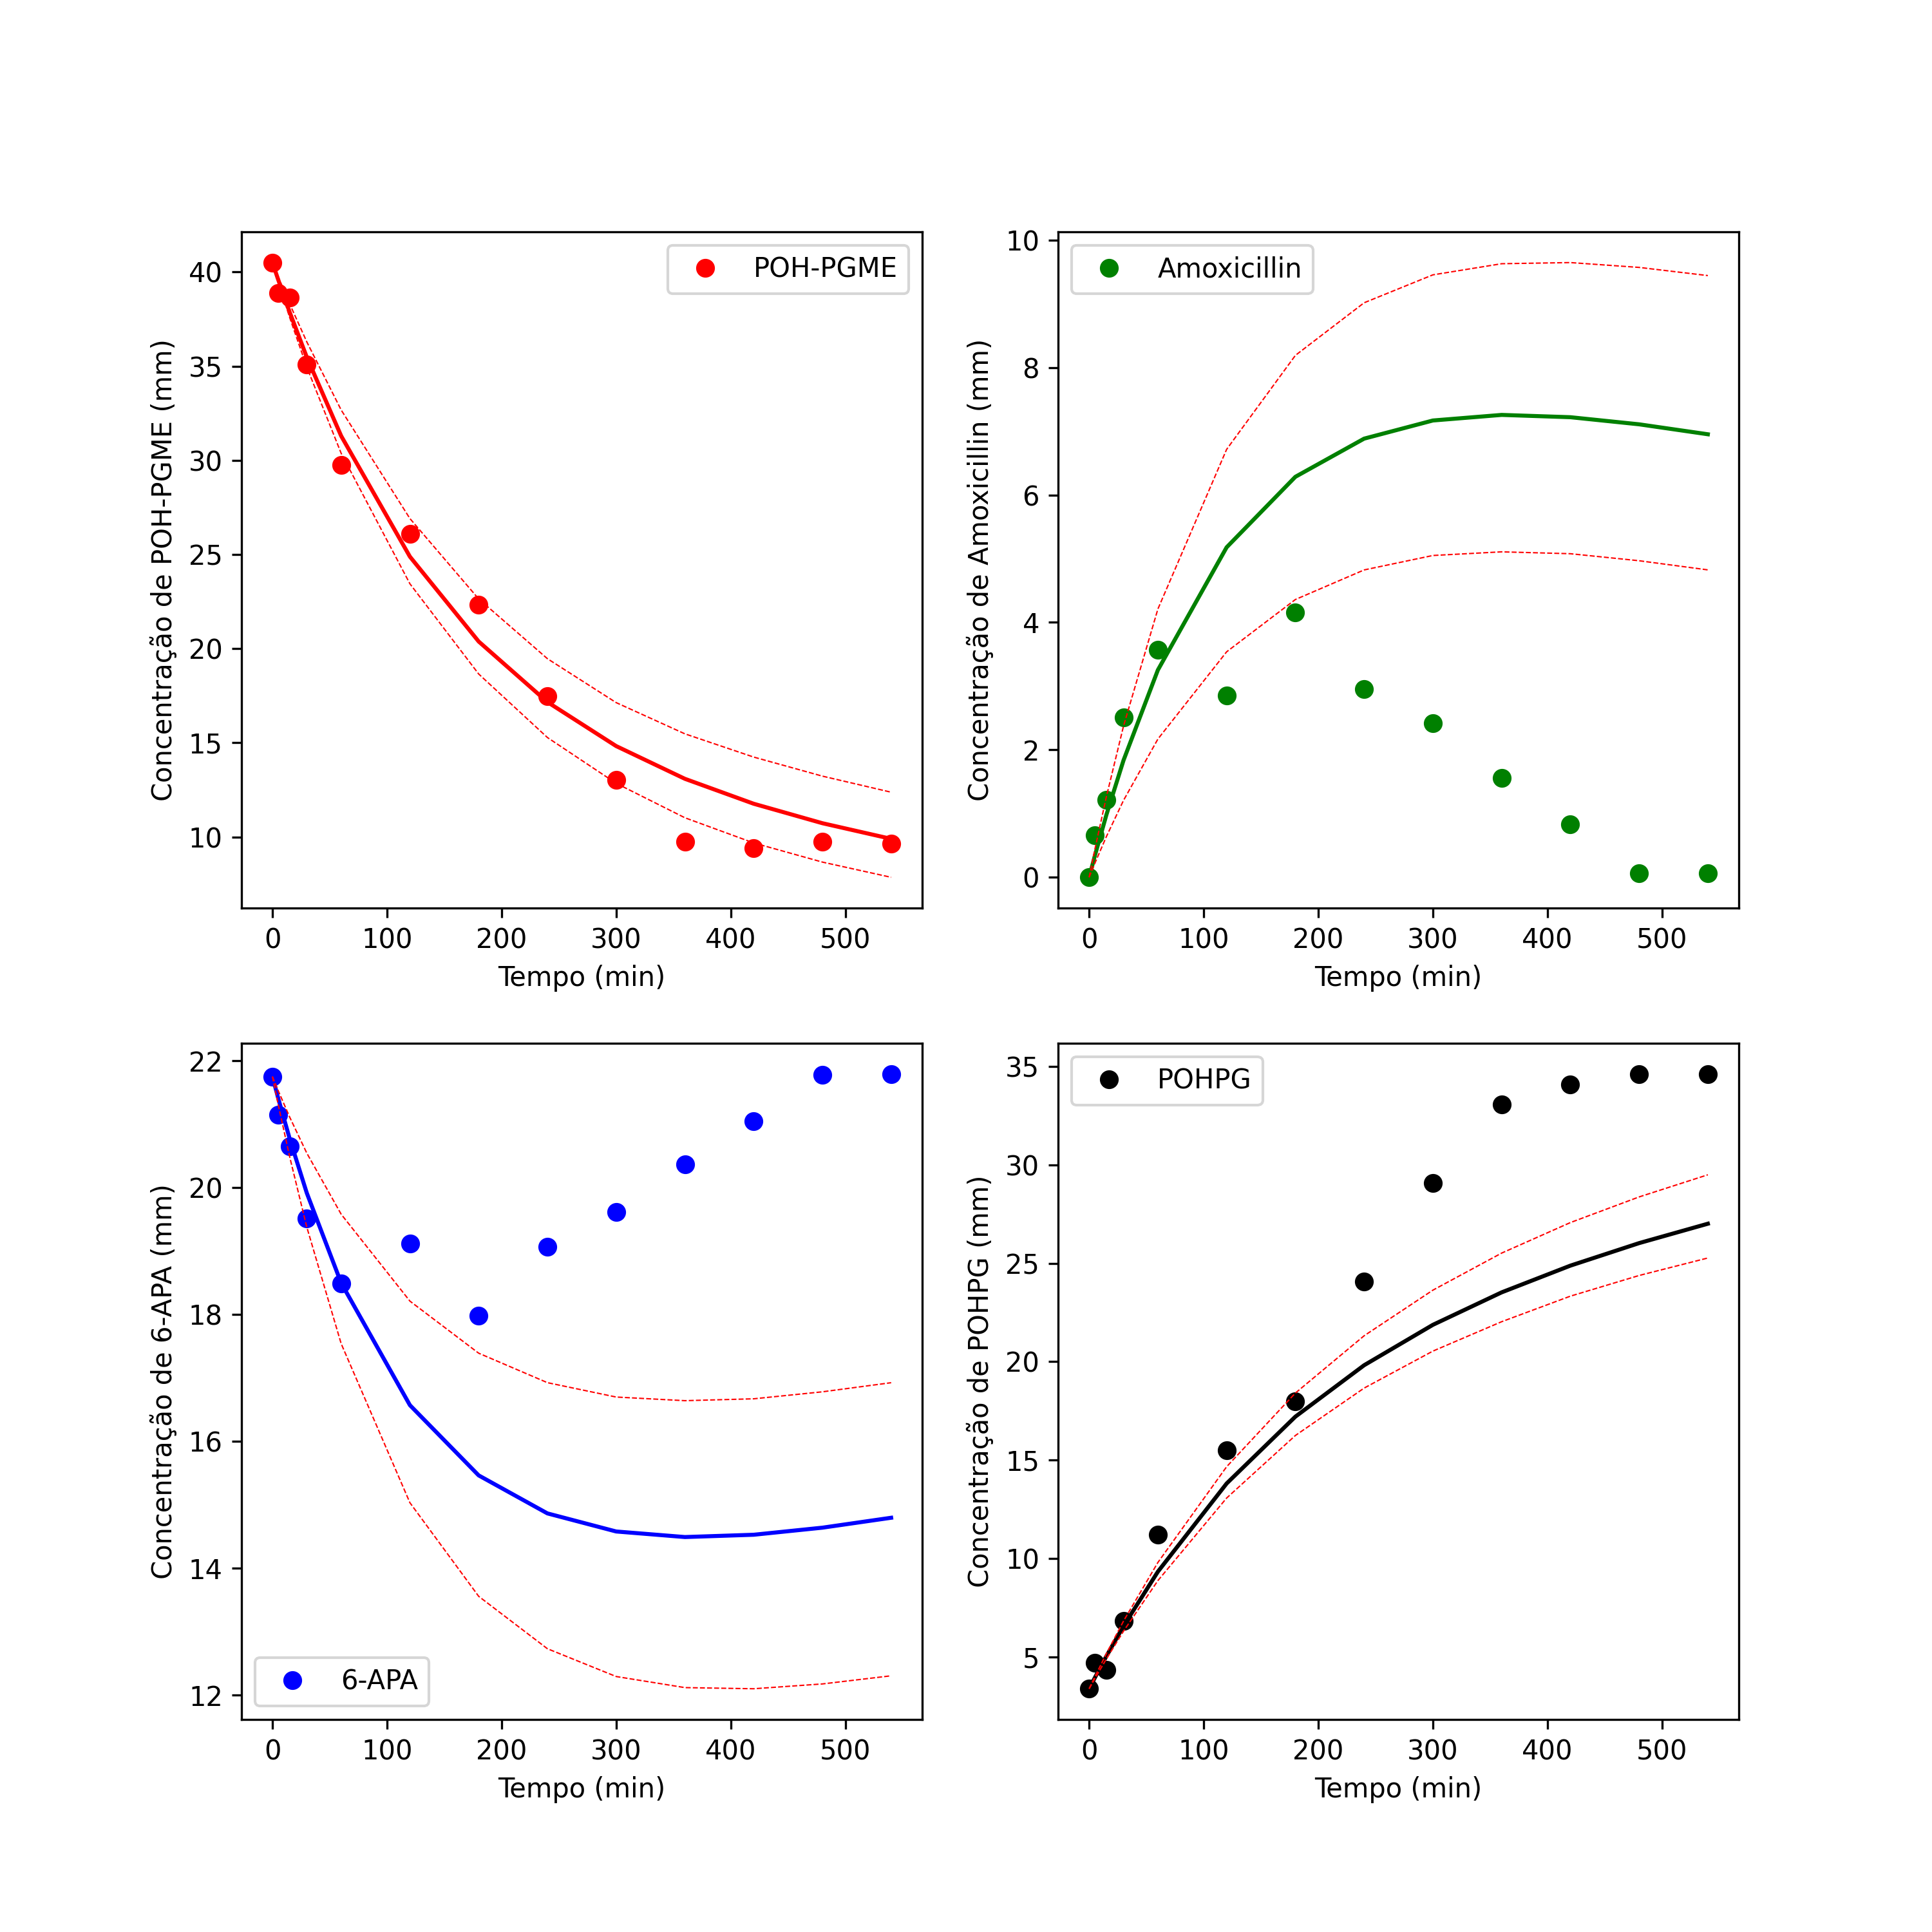 POH-PGME
Concentração de POH-PGME (mm)
40
35
30
25
20
15
10
0 100 200 300 400 500
Tempo (min)
Amoxicillin
Concentração de Amoxicillin (mm)
10
8
6
4
2
0
0 100 200 300 400 500
Tempo (min)
6-APA
Concentração de 6-APA (mm)
22
20
18
16
14
12
0 100 200 300 400 500
Tempo (min)
POHPG
Concentração de POHPG (mm)
35
30
25
20
15
10
5
0 100 200 300 400 500
Tempo (min)